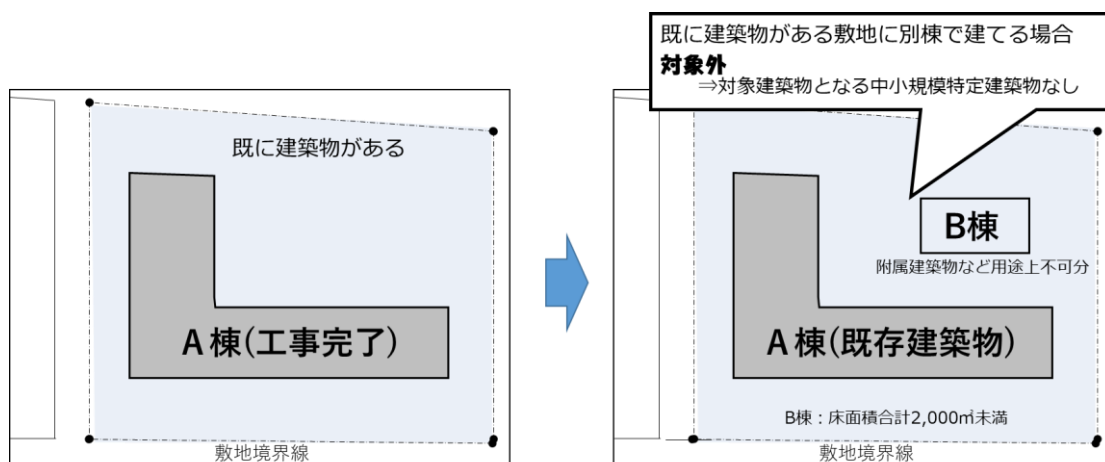 既に建築物がある敷地に別棟で建てる場合
対象外
⇒対象建築物となる中小規模特定建築物なし
既に建築物がある
A棟(工事完了)
敷地境界線
B棟
附属建築物など用途上不可分
A棟(既存建築物)
B棟：床面積合計2,000㎡未満
敷地境界線